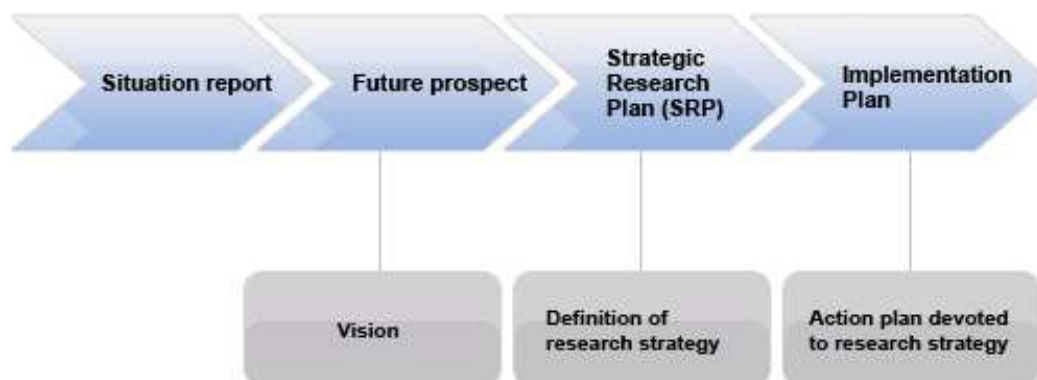 Situation report
Future prospect
Strategic
Research
Plan (SRP)
Implementation
Plan
Vision
Definition of
research strategy
Action plan devoted
to research strategy